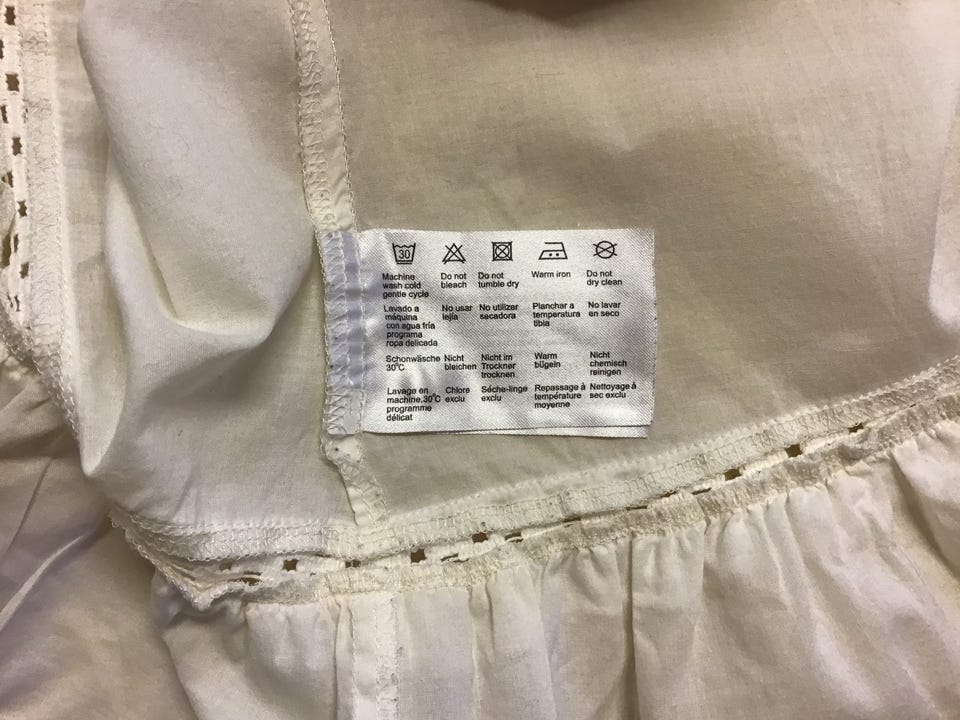 30
Machine
wash cold
gentle cycle
Do not
bleach
Do not
tumble dry
Warm iron
Do not
dry clean
Lavado a
máquina
con agua fría
programa
ropa delicada
No usar
lejía
No utilizar
secadora
Planchar a
temperatura
tibia
No lavar
en seco
Schonwäsche
30°C
Nicht
bleichen
Nicht im
Trockner
trocknen
Warm
bügeln
Nicht
chemisch
reinigen
Lavage en
machine,30°C
programme
délicat
Chlore
exclu
Séche-linge
exclu
Repassage à
température
moyenne
Nettoyage à
sec exclu